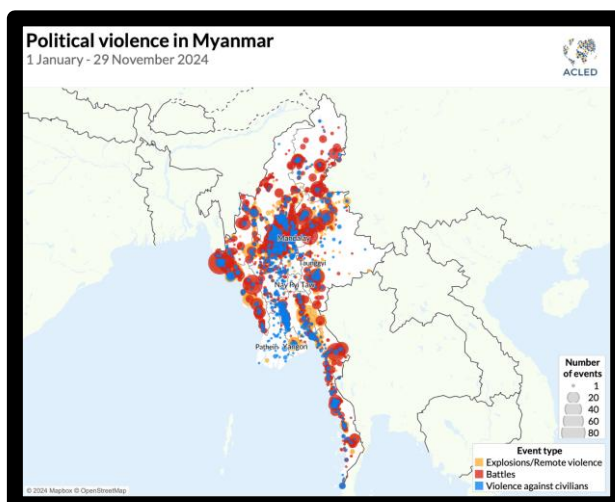 Political violence in Myanmar
1 January - 29 November 2024
ACLED
Mandalay
Taunggyi
Nay Pyi Taw
Pathein Yangon
Number
of events
1
20
40
60
80
Event type
Explosions/Remote violence
Battles
Violence against civilians
© 2024 Mapbox © OpenStreetMap